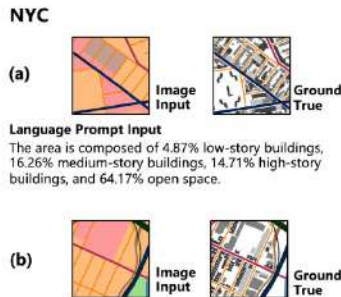 NYC
(a)
Image
Input
Ground
True
Language Prompt Input
The area is composed of 4.87% low-story buildings,
16.26% medium-story buildings, 14.71% high-story
buildings, and 64.17% open space.
(b)
Image
Input
Ground
True